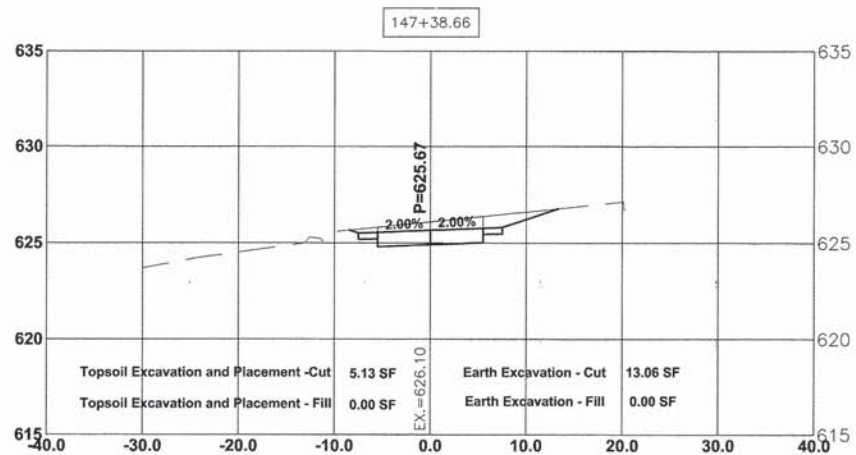 147+38.66
635 635
630 630
P=625.67
2.00% 2.00%
625 625
620 620
EX.=626.10
Topsoil Excavation and Placement -Cut 5.13 SF Earth Excavation - Cut 13.06 SF
Topsoil Excavation and Placement - Fill 0.00 SF Earth Excavation - Fill 0.00 SF
615 615
-40.0 -30.0 -20.0 -10.0 0.0 10.0 20.0 30.0 40.0